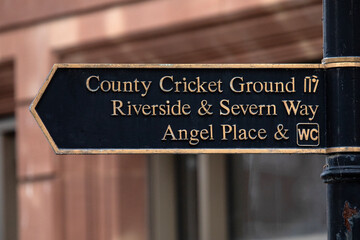 County Cricket Ground
Riverside & Severn Way
Angel Place & WC